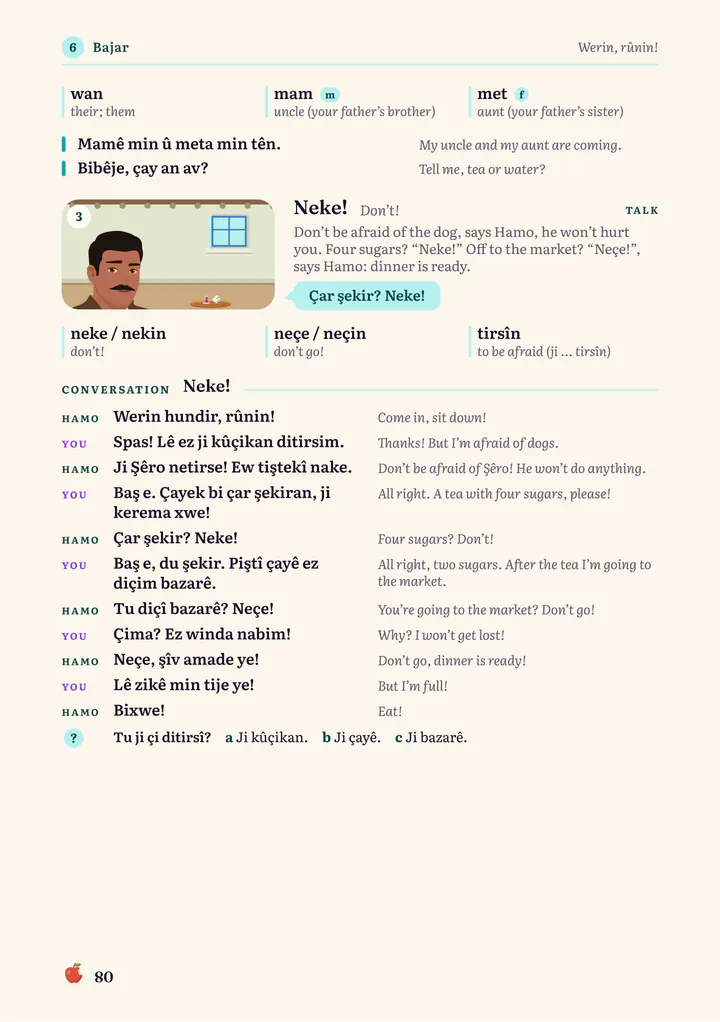 6 Bajar Werin, rûnin!
wan mam m met f
their; them uncle (your father’s brother) aunt (your father’s sister)
Mamê min û meta min tên. My uncle and my aunt are coming.
Bibêje, çay an av? Tell me, tea or water?
3
Neke! Don’t! TALK
Don’t be afraid of the dog, says Hamo, he won’t hurt
you. Four sugars? “Neke!” Off to the market? “Neçe!”,
says Hamo: dinner is ready.
Çar şekir? Neke!
neke / nekin neçe / neçin tirsîn
don’t! don’t go! to be afraid (ji … tirsîn)
CONVERSATION Neke!
HAMO Werin hundir, rûnin! Come in, sit down!
YOU Spas! Lê ez ji kûçikan ditirsim. Thanks! But I’m afraid of dogs.
HAMO Ji Şêro netirse! Ew tiştekî nake. Don’t be afraid of Şêro! He won’t do anything.
YOU Baş e. Çayek bi çar şekiran, ji All right. A tea with four sugars, please!
kerema xwe!
HAMO Çar şekir? Neke! Four sugars? Don’t!
YOU Baş e, du şekir. Piştî çayê ez All right, two sugars. After the tea I’m going to
diçim bazarê. the market.
HAMO Tu diçî bazarê? Neçe! You’re going to the market? Don’t go!
YOU Çima? Ez winda nabim! Why? I won’t get lost!
HAMO Neçe, şîv amade ye! Don’t go, dinner is ready!
YOU Lê zikê min tije ye! But I’m full!
HAMO Bixwe! Eat!
? Tu ji çi ditirsî? a Ji kûçikan. b Ji çayê. c Ji bazarê.
80